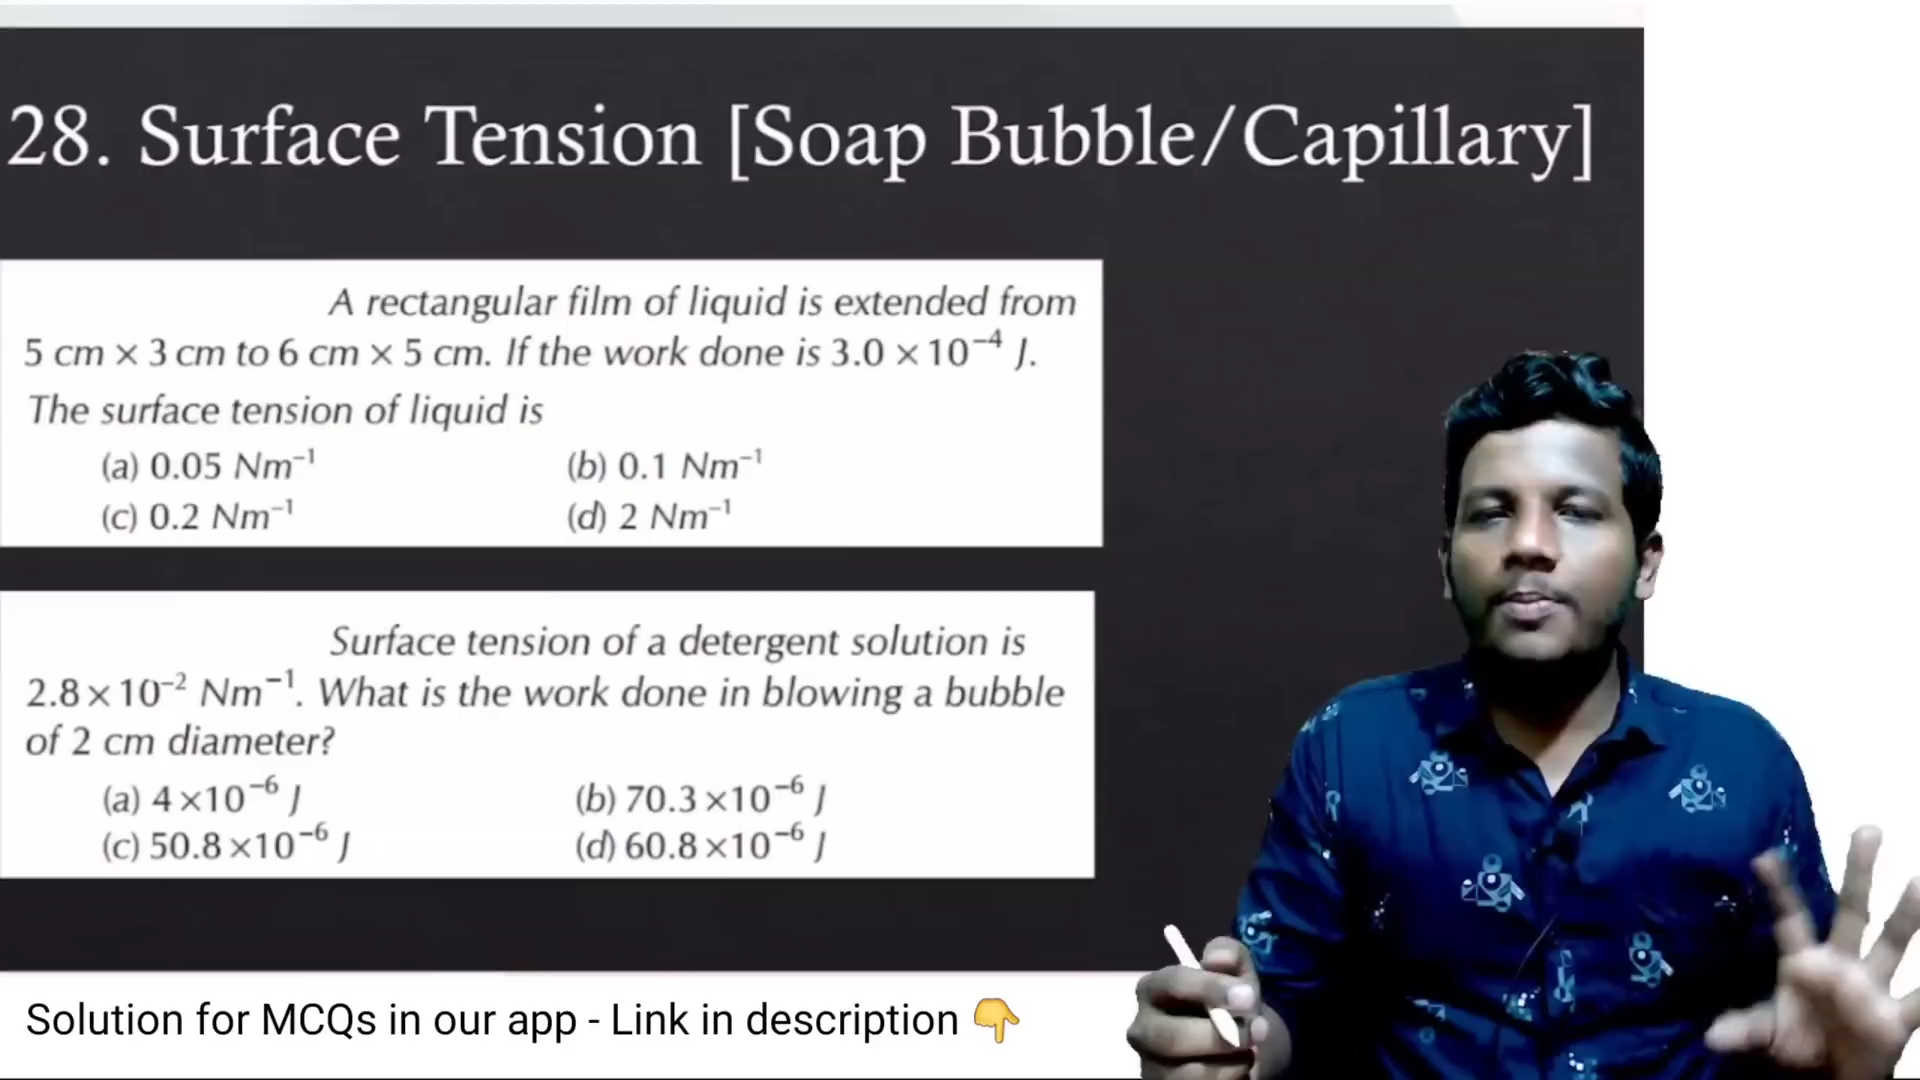 28. Surface Tension [Soap Bubble/Capillary]
A rectangular film of liquid is extended from
5 cm × 3 cm to 6 cm × 5 cm. If the work done is 3.0 × 10⁻⁴ J.
The surface tension of liquid is
(a) 0.05 Nm⁻¹ (b) 0.1 Nm⁻¹
(c) 0.2 Nm⁻¹ (d) 2 Nm⁻¹
Surface tension of a detergent solution is
2.8 × 10⁻² Nm⁻¹. What is the work done in blowing a bubble
of 2 cm diameter?
(a) 4 ×10⁻⁶ J (b) 70.3 ×10⁻⁶ J
(c) 50.8 ×10⁻⁶ J (d) 60.8 ×10⁻⁶ J
Solution for MCQs in our app - Link in description 👇